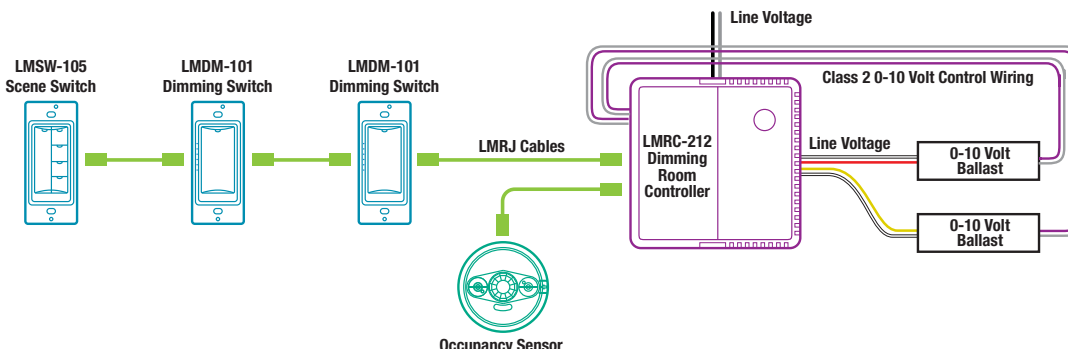 Line Voltage
LMSW-105
Scene Switch
LMDM-101
Dimming Switch
LMDM-101
Dimming Switch
Class 2 0-10 Volt Control Wiring
LMRJ Cables
LMRC-212
Dimming
Room
Controller
Line Voltage
0-10 Volt
Ballast
0-10 Volt
Ballast
Occupancy Sensor